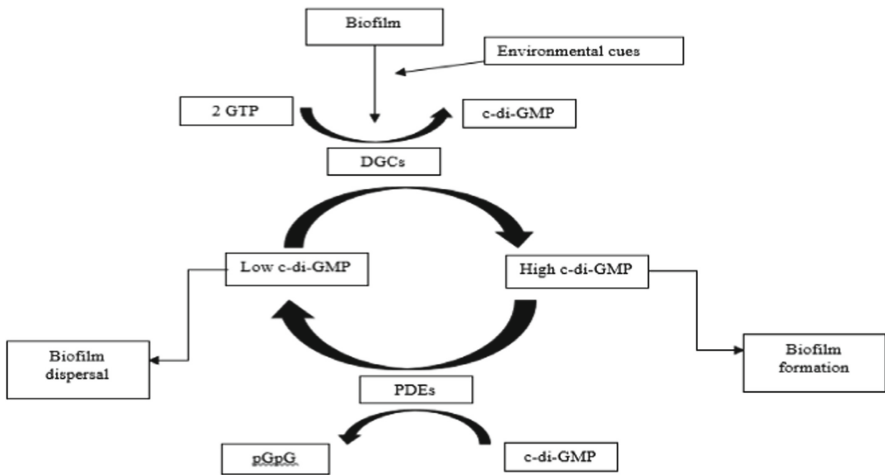 Biofilm
Environmental cues
2 GTP
c-di-GMP
DGCs
Low c-di-GMP
High c-di-GMP
Biofilm
dispersal
Biofilm
formation
PDEs
pGpG
c-di-GMP